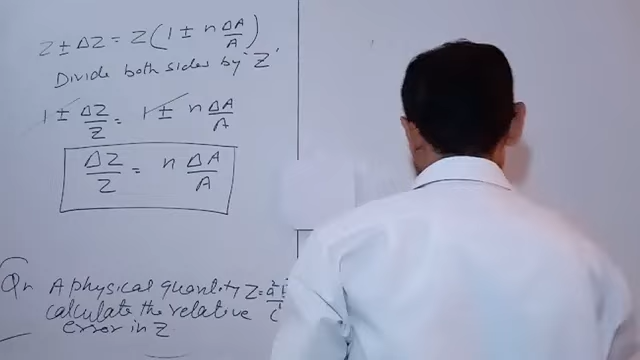 Z ± ΔZ = Z (1 ± n ΔA/A)
Divide both sides by 'Z'
1 ± ΔZ/Z = 1 ± n ΔA/A
ΔZ/Z = n ΔA/A
Qn A physical quantity Z =
calculate the relative
error in Z